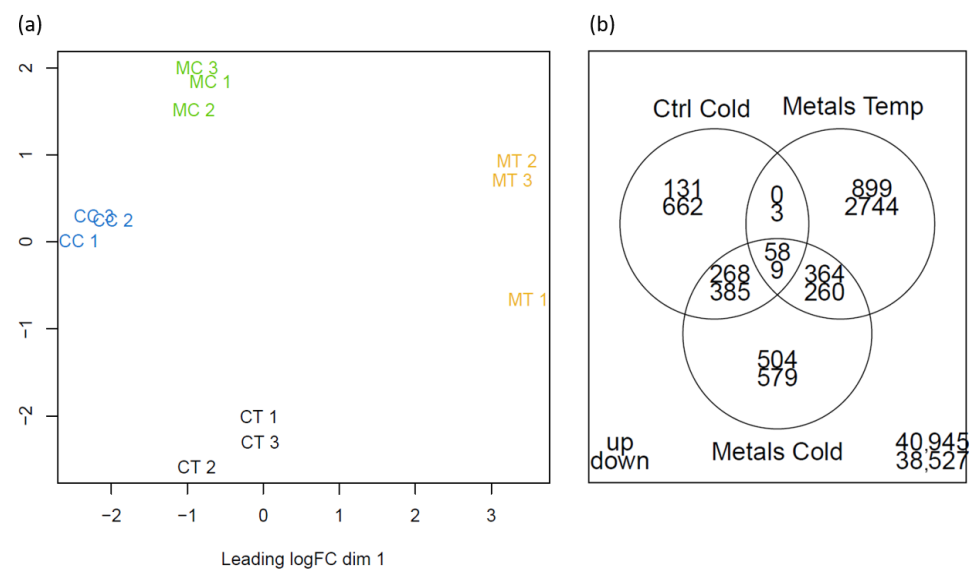 (a)
(b)
2
1
0
−1
−2
MC 3
MC 1
MC 2
MT 2
MT 3
CC 3
CC 2
CC 1
MT 1
CT 1
CT 3
CT 2
−2
−1
0
1
2
3
Leading logFC dim 1
Ctrl Cold
Metals Temp
131
662
0
3
899
2744
58
9
268
385
364
260
504
579
Metals Cold
up
down
40,945
38,527